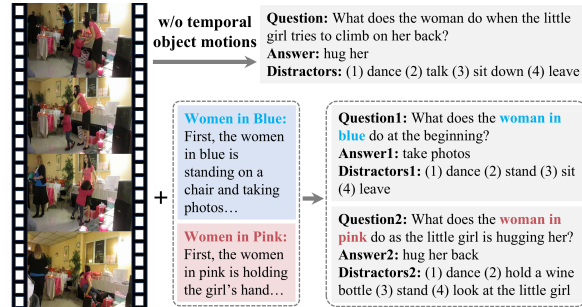 w/o temporal
object motions
Question: What does the woman do when the little
girl tries to climb on her back?
Answer: hug her
Distractors: (1) dance (2) talk (3) sit down (4) leave
+
Women in Blue:
First, the women
in blue is
standing on a
chair and taking
photos…
Women in Pink:
First, the women
in pink is holding
the girl's hand…
Question1: What does the woman in
blue do at the beginning?
Answer1: take photos
Distractors1: (1) dance (2) stand (3) sit
(4) leave
Question2: What does the woman in
pink do as the little girl is hugging her?
Answer2: hug her back
Distractors2: (1) dance (2) hold a wine
bottle (3) stand (4) look at the little girl